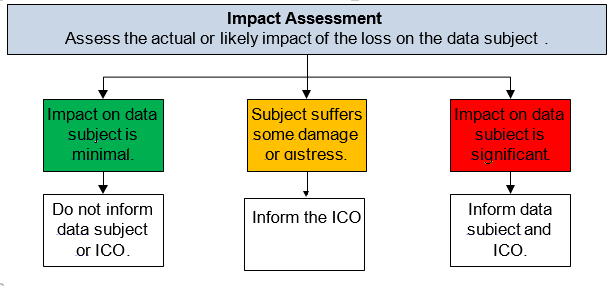 Impact Assessment
Assess the actual or likely impact of the loss on the data subject .
Impact on data
subject is
minimal.
Subject suffers
some damage
or distress.
Impact on data
subject is
significant
Do not inform
data subject
or ICO.
Inform the ICO
Inform data
subject and
ICO.